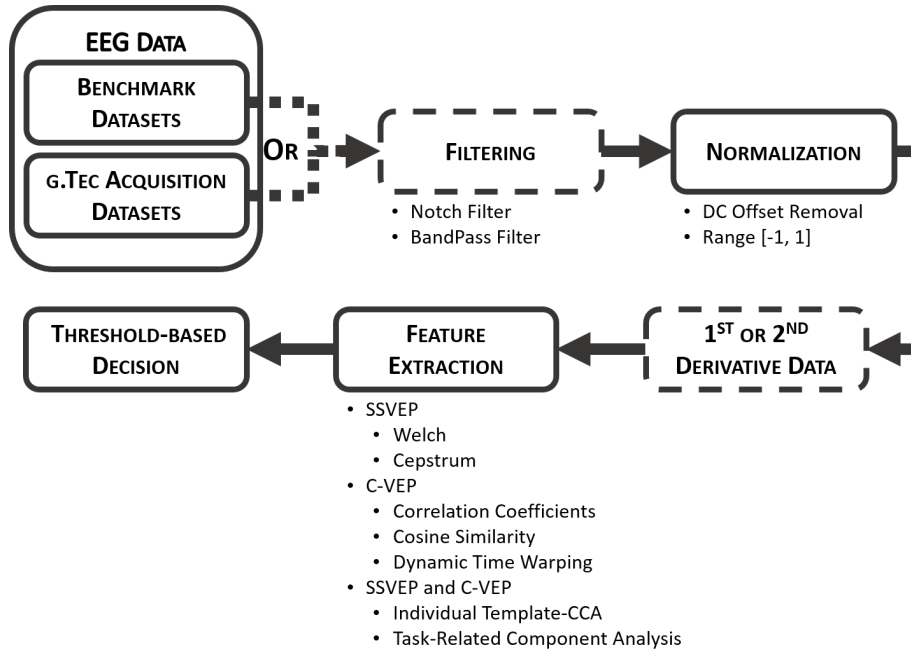 EEG DATA
BENCHMARK
DATASETS
G.TEC ACQUISITION
DATASETS
OR
FILTERING
• Notch Filter
• BandPass Filter
NORMALIZATION
• DC Offset Removal
• Range [-1, 1]
1ST OR 2ND
DERIVATIVE DATA
FEATURE
EXTRACTION
• SSVEP
• Welch
• Cepstrum
• C-VEP
• Correlation Coefficients
• Cosine Similarity
• Dynamic Time Warping
• SSVEP and C-VEP
• Individual Template-CCA
• Task-Related Component Analysis
THRESHOLD-BASED
DECISION